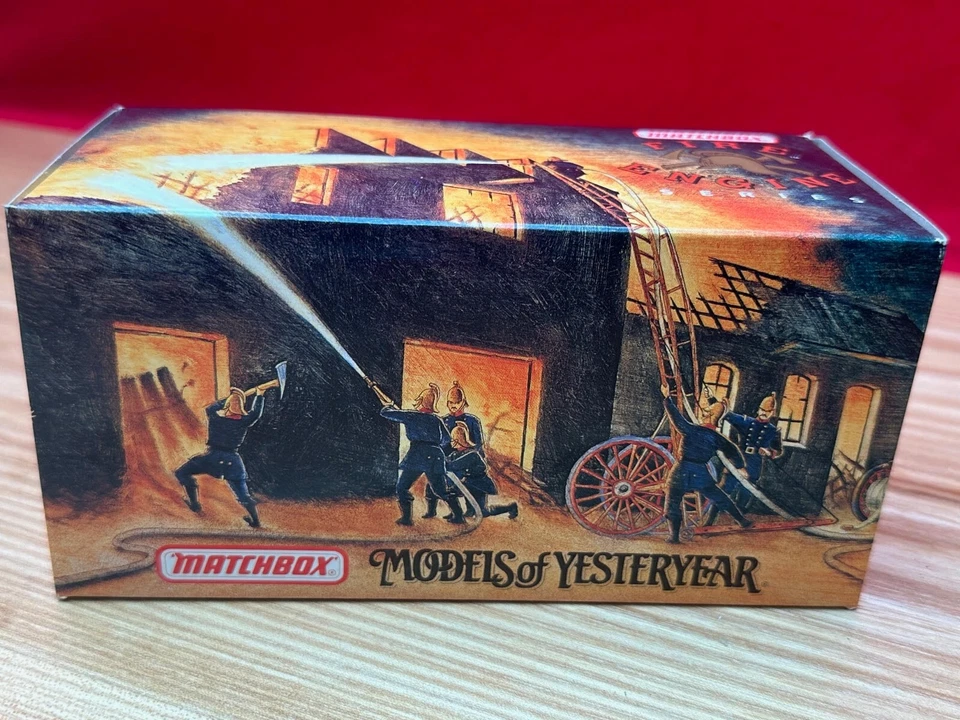 MATCHBOX
FIRE
ENGINE
SERIES
MATCHBOX® MODELS of YESTERYEAR